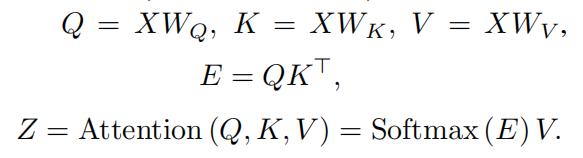 Q = XW_Q, K = XW_K, V = XW_V,
E = QK^⊤,
Z = Attention (Q, K, V) = Softmax (E) V.